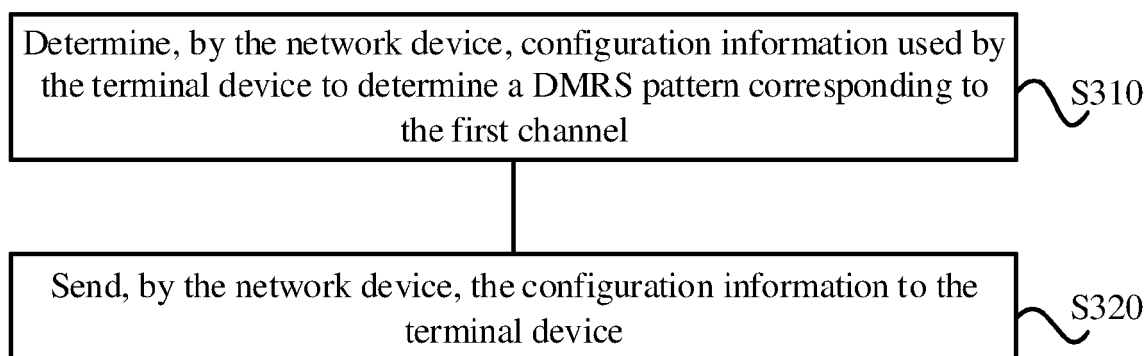 Determine, by the network device, configuration information used by
the terminal device to determine a DMRS pattern corresponding to
the first channel
S310
Send, by the network device, the configuration information to the
terminal device
S320